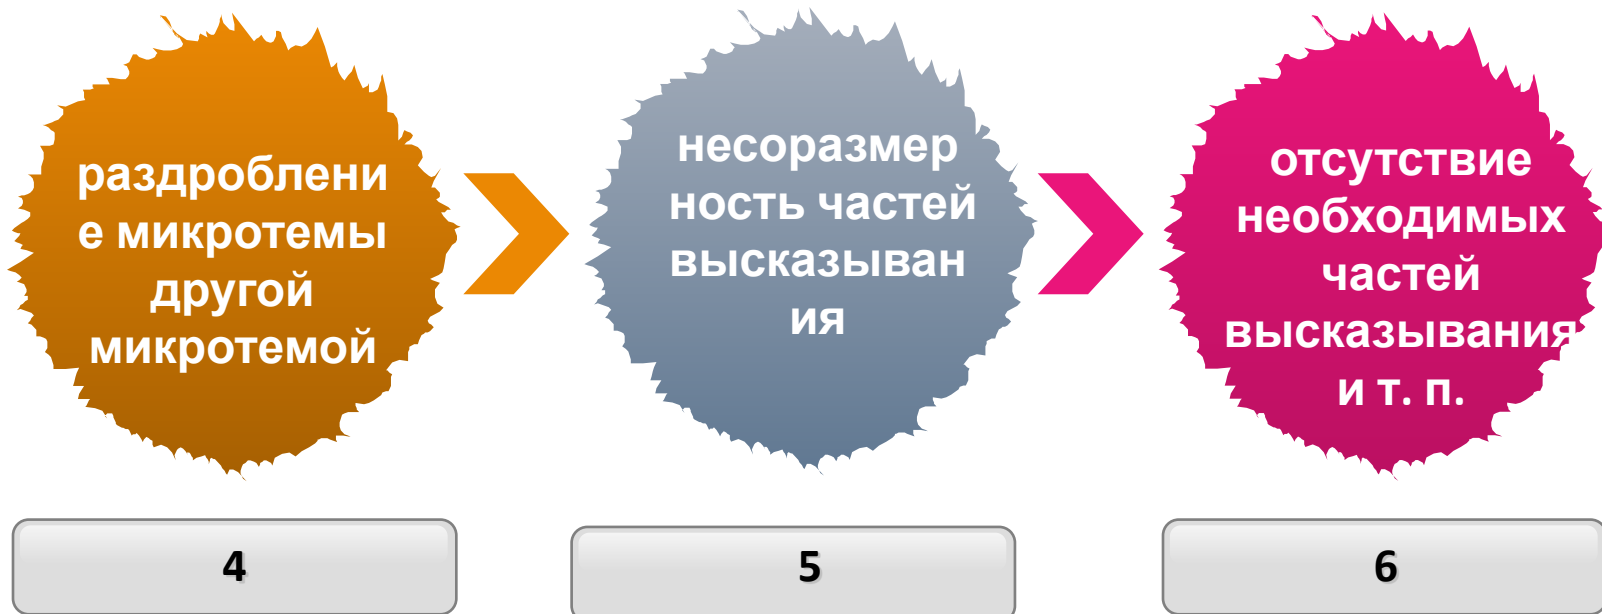 раздроблени
е микротемы
другой
микротемой
несоразмер
ность частей
высказыван
ия
отсутствие
необходимых
частей
высказывания
и т. п.
4
5
6